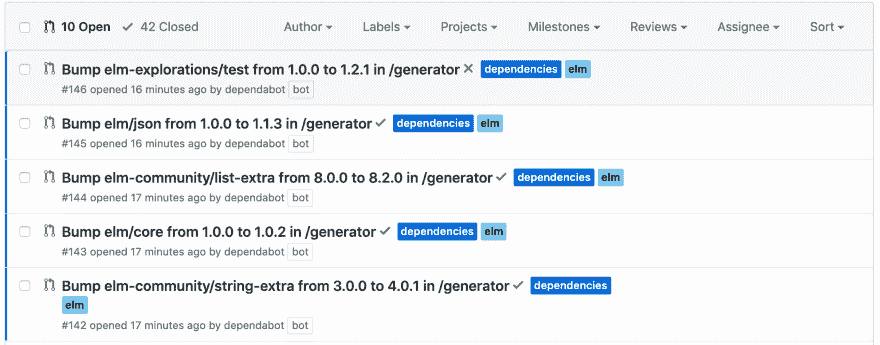 10 Open 42 Closed Author Labels Projects Milestones Reviews Assignee Sort
Bump elm-explorations/test from 1.0.0 to 1.2.1 in /generator dependencies elm
#146 opened 16 minutes ago by dependabot bot
Bump elm/json from 1.0.0 to 1.1.3 in /generator dependencies elm
#145 opened 16 minutes ago by dependabot bot
Bump elm-community/list-extra from 8.0.0 to 8.2.0 in /generator dependencies elm
#144 opened 17 minutes ago by dependabot bot
Bump elm/core from 1.0.0 to 1.0.2 in /generator dependencies elm
#143 opened 17 minutes ago by dependabot bot
Bump elm-community/string-extra from 3.0.0 to 4.0.1 in /generator dependencies
elm
#142 opened 17 minutes ago by dependabot bot